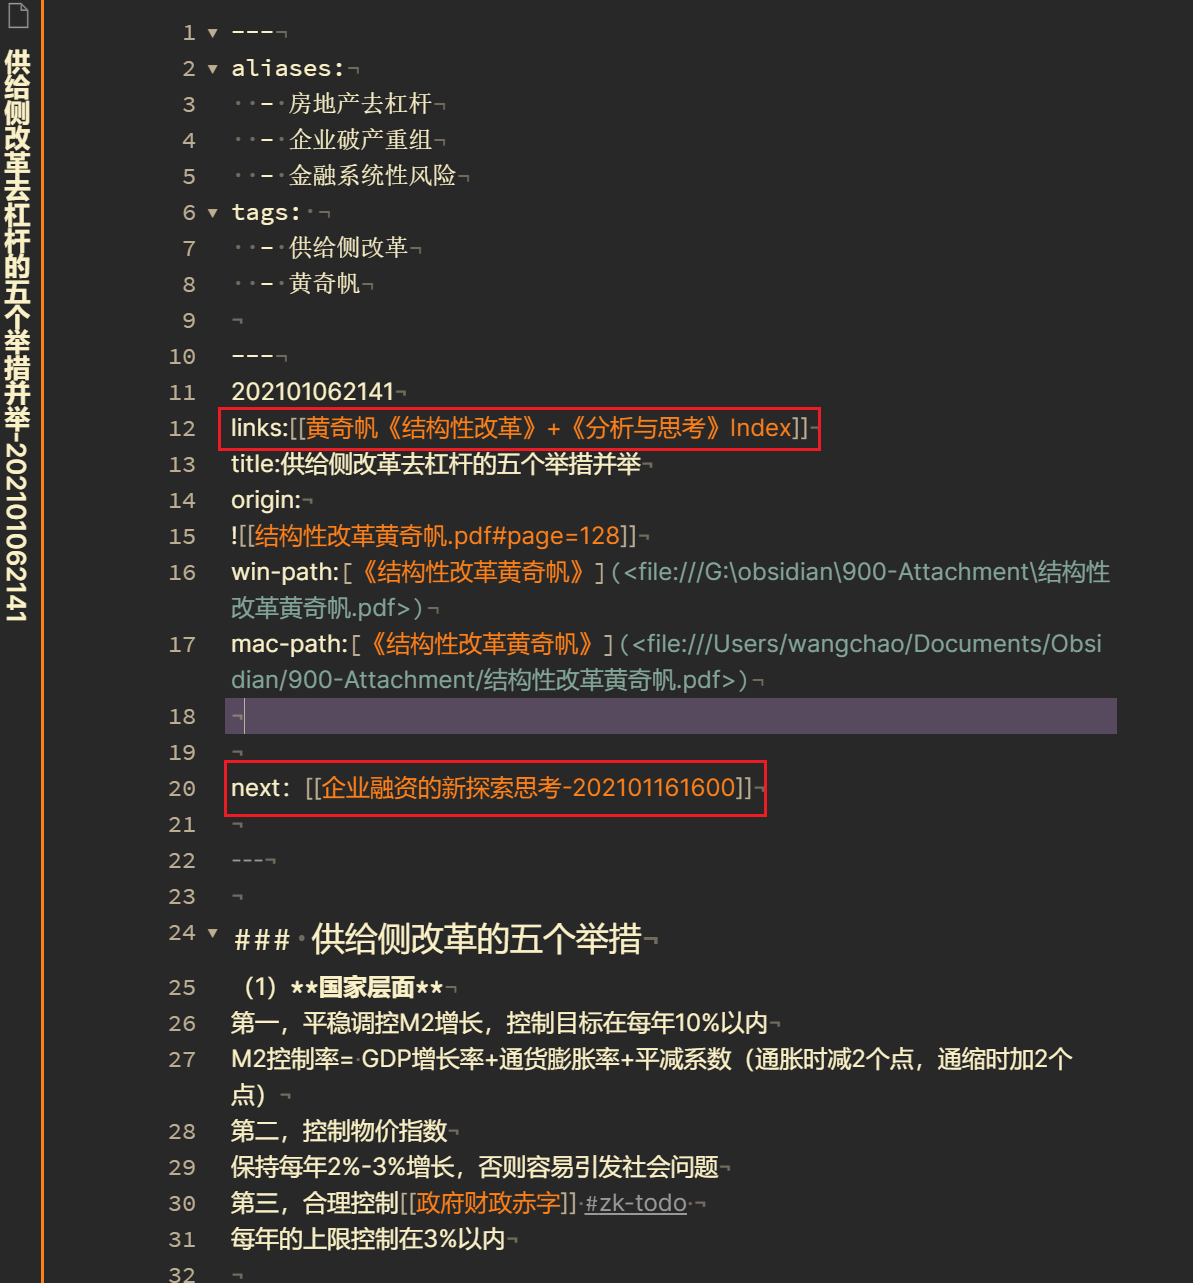 供给侧改革去杠杆的五个举措并举-202101062141
1 ---
2 aliases:
3 - 房地产去杠杆
4 - 企业破产重组
5 - 金融系统性风险
6 tags:
7 - 供给侧改革
8 - 黄奇帆
9
10 ---
11 202101062141
12 links:[[黄奇帆《结构性改革》+《分析与思考》Index]]
13 title:供给侧改革去杠杆的五个举措并举
14 origin:
15 ![[结构性改革黄奇帆.pdf#page=128]]
16 win-path:[《结构性改革黄奇帆》](<file:///G:\obsidian\900-Attachment\结构性
改革黄奇帆.pdf>)
17 mac-path:[《结构性改革黄奇帆》](<file:///Users/wangchao/Documents/Obsi
dian/900-Attachment/结构性改革黄奇帆.pdf>)
18
19
20 next：[[企业融资的新探索思考-202101161600]]
21
22 ---
23
24 ### 供给侧改革的五个举措
25 （1）**国家层面**
26 第一，平稳调控M2增长，控制目标在每年10%以内
27 M2控制率= GDP增长率+通货膨胀率+平减系数（通胀时减2个点，通缩时加2个
点）
28 第二，控制物价指数
29 保持每年2%-3%增长，否则容易引发社会问题
30 第三，合理控制[[政府财政赤字]] #zk-todo
31 每年的上限控制在3%以内
32